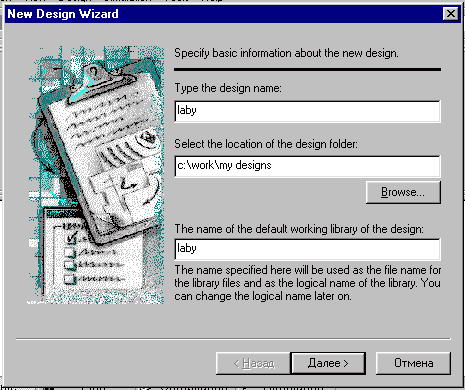 New Design Wizard
Specify basic information about the new design.
Type the design name:
laby
Select the location of the design folder:
c:\work\my designs
Browse...
The name of the default working library of the design:
laby
The name specified here will be used as the file name for
the library files and as the logical name of the library. You
can change the logical name later on.
< Назад
Далее >
Отмена